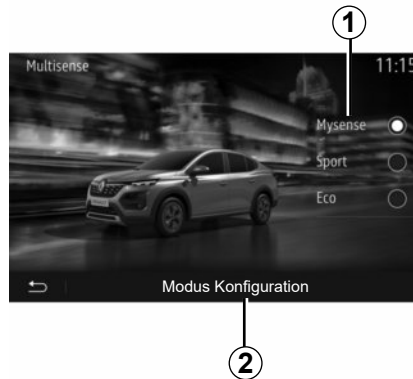 1
Multisense 11:15
Mysense
Sport
Eco
Modus Konfiguration
2